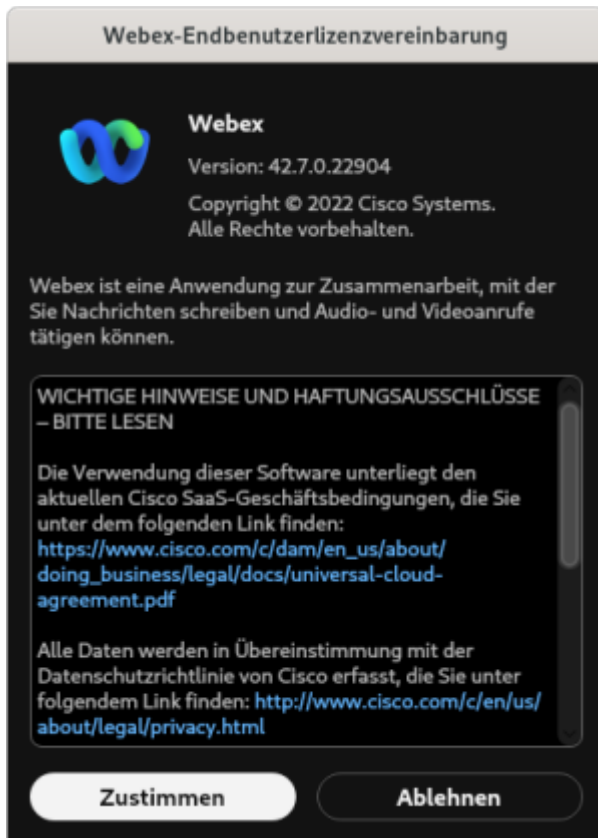 Webex-Endbenutzerlizenzvereinbarung
Webex
Version: 42.7.0.22904
Copyright © 2022 Cisco Systems.
Alle Rechte vorbehalten.
Webex ist eine Anwendung zur Zusammenarbeit, mit der
Sie Nachrichten schreiben und Audio- und Videoanrufe
tätigen können.
WICHTIGE HINWEISE UND HAFTUNGSAUSSCHLÜSSE
– BITTE LESEN
Die Verwendung dieser Software unterliegt den
aktuellen Cisco SaaS-Geschäftsbedingungen, die Sie
unter dem folgenden Link finden:
https://www.cisco.com/c/dam/en_us/about/
doing_business/legal/docs/universal-cloud-
agreement.pdf
Alle Daten werden in Übereinstimmung mit der
Datenschutzrichtlinie von Cisco erfasst, die Sie unter
folgendem Link finden: http://www.cisco.com/c/en/us/
about/legal/privacy.html
Zustimmen
Ablehnen